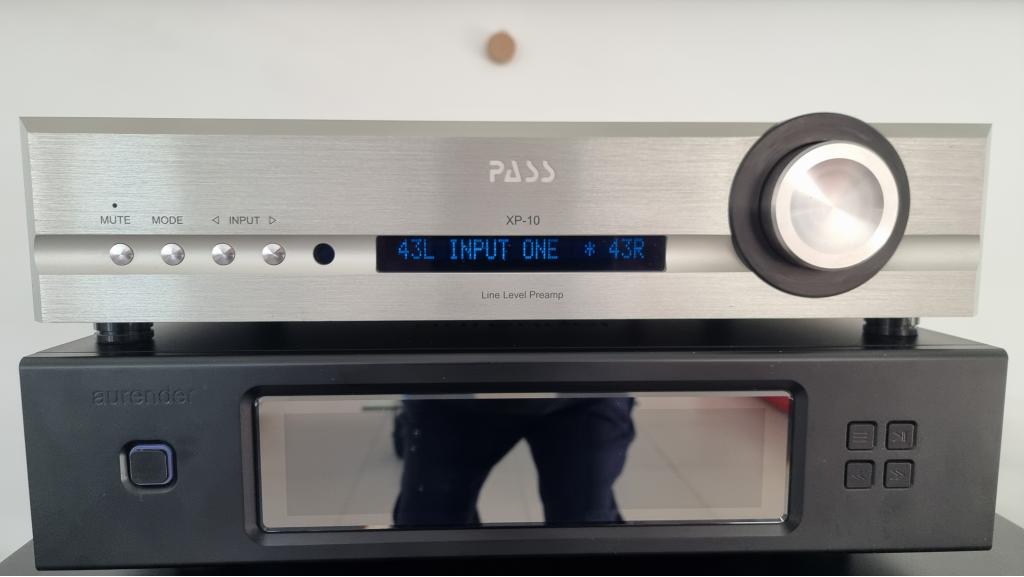 PASS
MUTE MODE ◁ INPUT ▷
XP-10
43L INPUT ONE * 43R
Line Level Preamp
aurender